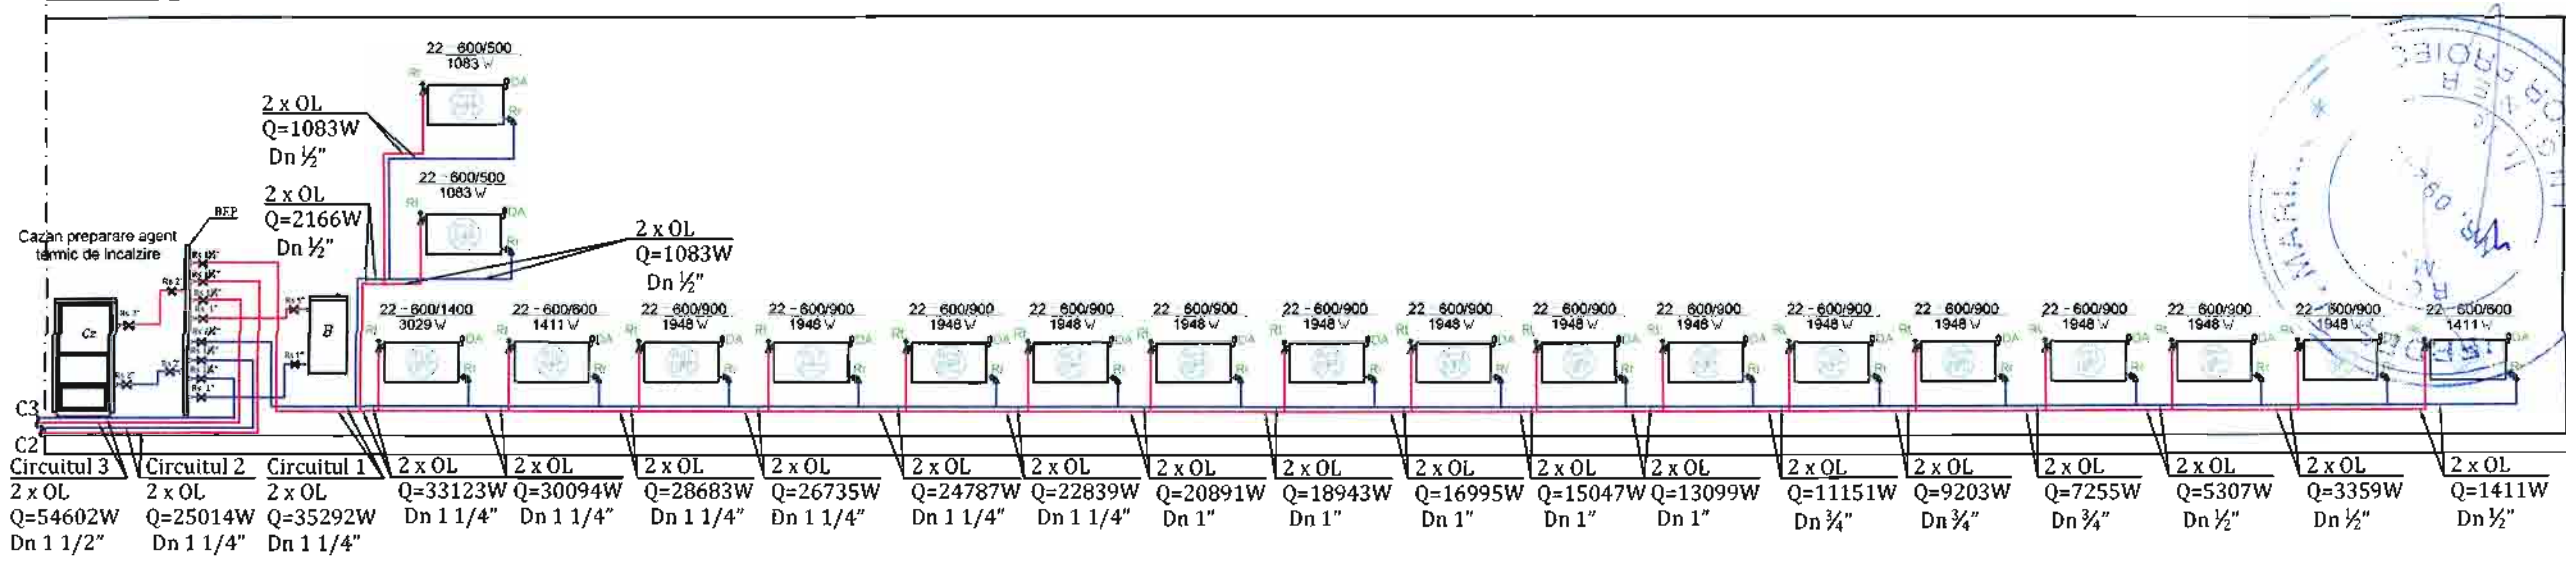 22 - 600/500
1083 W
Rt
DA
Rt
2 x OL
Q=1083W
Dn ½"
22 - 600/500
1083 W
Rt
DA
Rt
2 x OL
Q=2166W
Dn ½"
2 x OL
Q=1083W
Dn ½"
BEP
Cazan preparare agent
termic de incalzire
Cz
B
22 - 600/1400
3029 W
22 - 600/600
1411 W
22 - 600/900
1948 W
22 - 600/900
1948 W
22 - 600/900
1948 W
22 - 600/900
1948 W
22 - 600/900
1948 W
22 - 600/900
1948 W
22 - 600/900
1948 W
22 - 600/900
1948 W
22 - 600/900
1948 W
22 - 600/900
1948 W
22 - 600/900
1948 W
22 - 600/900
1948 W
22 - 600/900
1948 W
22 - 600/900
1948 W
22 - 600/600
1411 W
C3
C2
Circuitul 3
2 x OL
Q=54602W
Dn 1 1/2"
Circuitul 2
2 x OL
Q=25014W
Dn 1 1/4"
Circuitul 1
2 x OL
Q=35292W
Dn 1 1/4"
2 x OL
Q=33123W
Dn 1 1/4"
2 x OL
Q=30094W
Dn 1 1/4"
2 x OL
Q=28683W
Dn 1 1/4"
2 x OL
Q=26735W
Dn 1 1/4"
2 x OL
Q=24787W
Dn 1 1/4"
2 x OL
Q=22839W
Dn 1 1/4"
2 x OL
Q=20891W
Dn 1"
2 x OL
Q=18943W
Dn 1"
2 x OL
Q=16995W
Dn 1"
2 x OL
Q=15047W
Dn 1"
2 x OL
Q=13099W
Dn 1"
2 x OL
Q=11151W
Dn ¾"
2 x OL
Q=9203W
Dn ¾"
2 x OL
Q=7255W
Dn ¾"
2 x OL
Q=5307W
Dn ½"
2 x OL
Q=3359W
Dn ½"
2 x OL
Q=1411W
Dn ½"